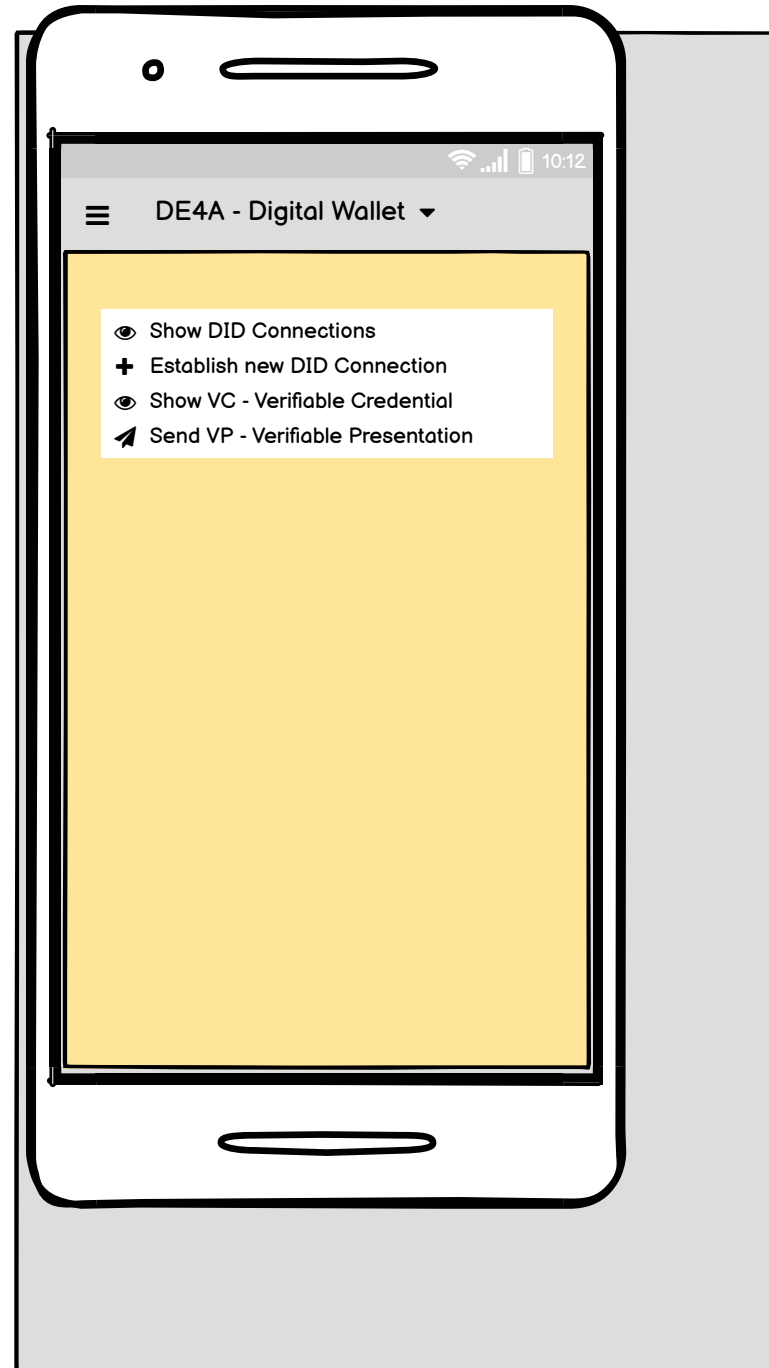 10:12
DE4A - Digital Wallet
Show DID Connections
Establish new DID Connection
Show VC - Verifiable Credential
Send VP - Verifiable Presentation